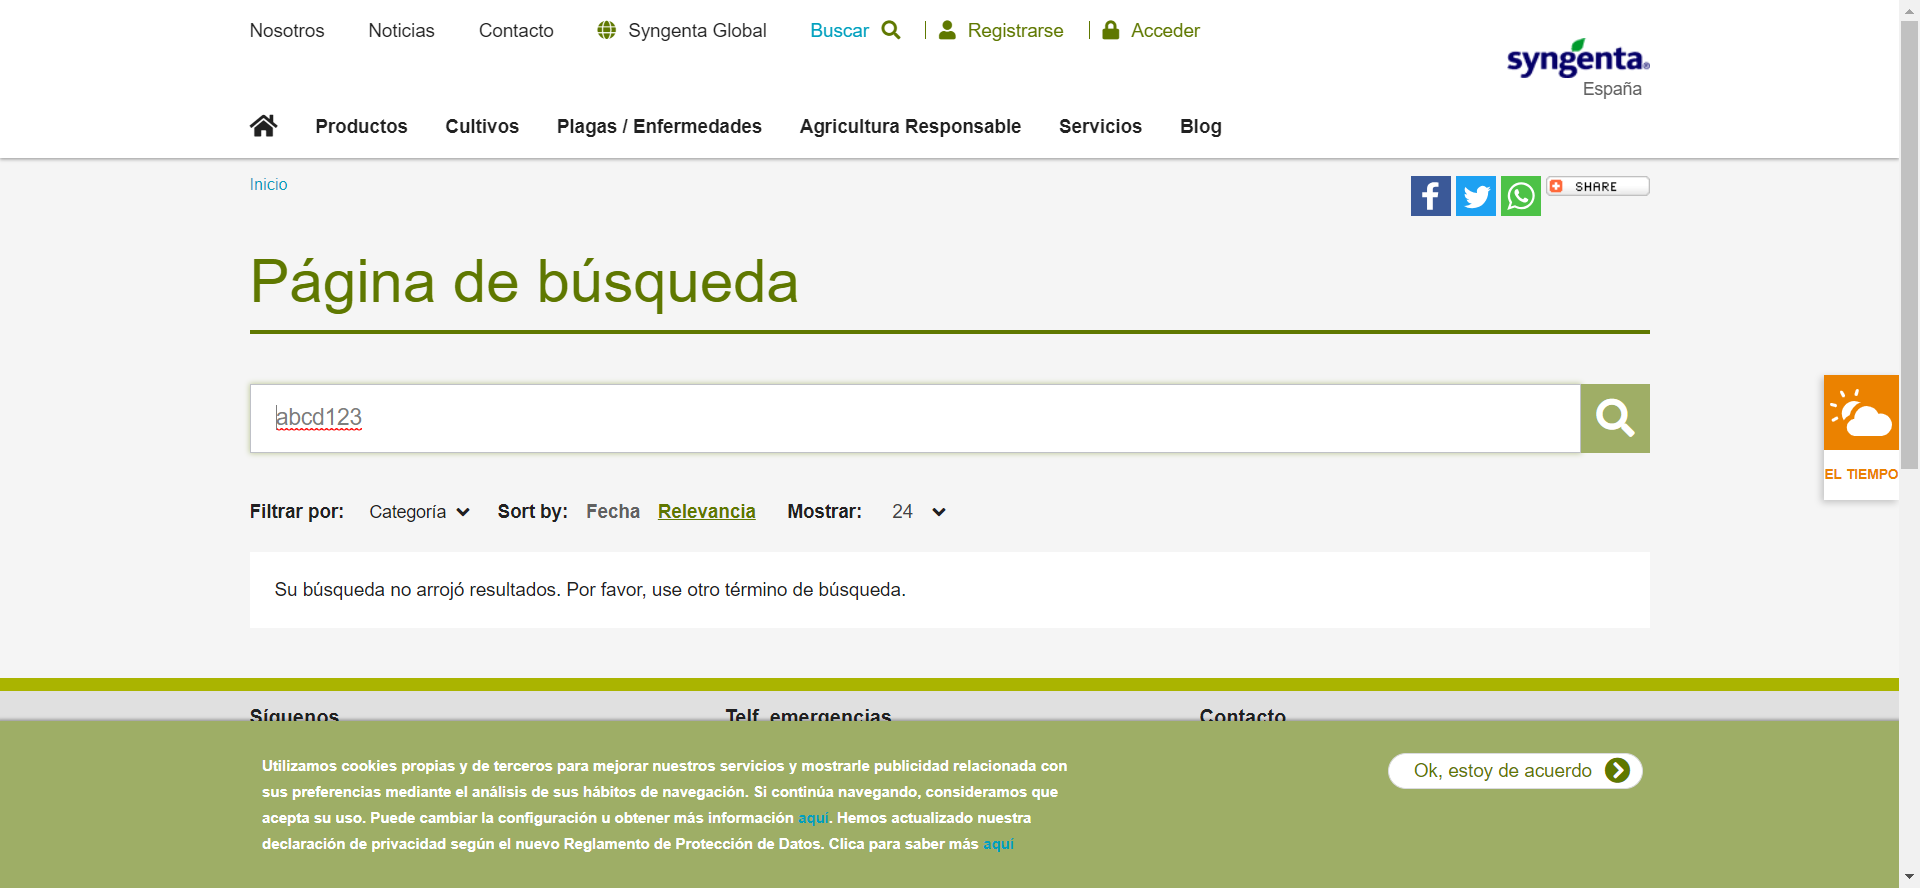 Nosotros Noticias Contacto Syngenta Global Buscar Registrarse Acceder
syngenta®
España
Productos Cultivos Plagas / Enfermedades Agricultura Responsable Servicios Blog
Inicio
SHARE
Página de búsqueda
abcd123
EL TIEMPO
Filtrar por: Categoría Sort by: Fecha Relevancia Mostrar: 24
Su búsqueda no arrojó resultados. Por favor, use otro término de búsqueda.
Síguenos Telf. emergencias Contacto
Utilizamos cookies propias y de terceros para mejorar nuestros servicios y mostrarle publicidad relacionada con
sus preferencias mediante el análisis de sus hábitos de navegación. Si continúa navegando, consideramos que
acepta su uso. Puede cambiar la configuración u obtener más información aquí. Hemos actualizado nuestra
declaración de privacidad según el nuevo Reglamento de Protección de Datos. Clica para saber más aquí
Ok, estoy de acuerdo